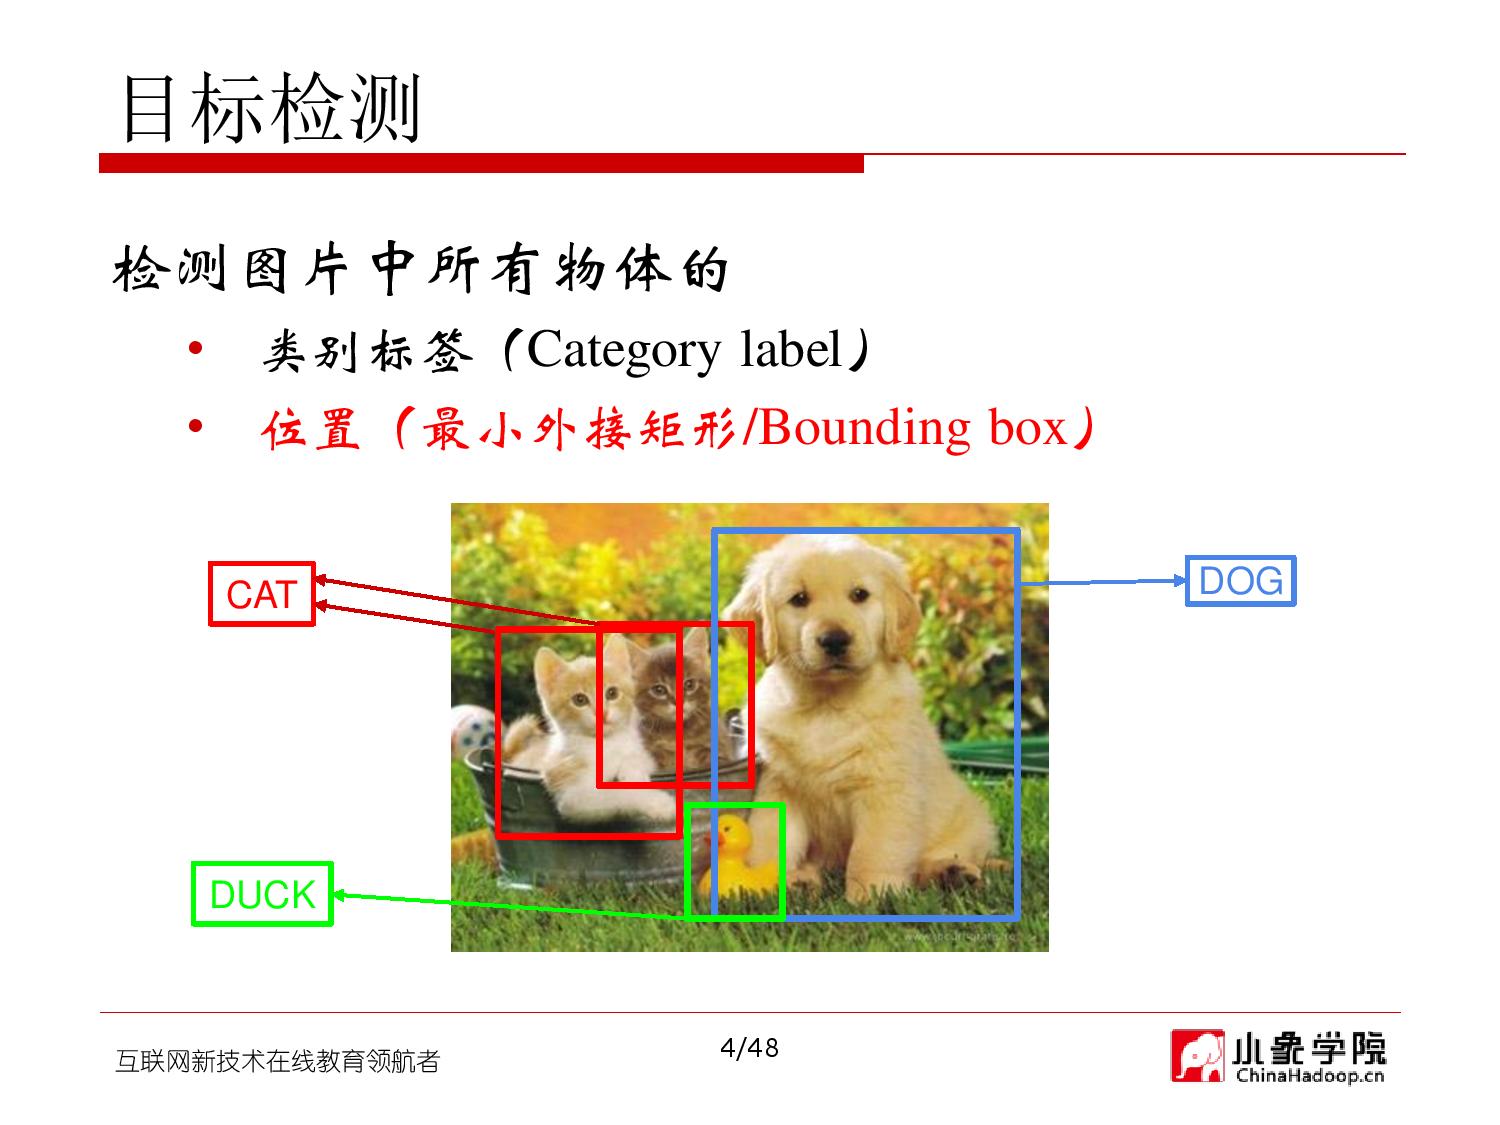 目标检测
检测图片中所有物体的
• 类别标签（Category label）
• 位置（最小外接矩形/Bounding box）
CAT
DOG
DUCK
互联网新技术在线教育领航者
4/48
小象学院
ChinaHadoop.cn